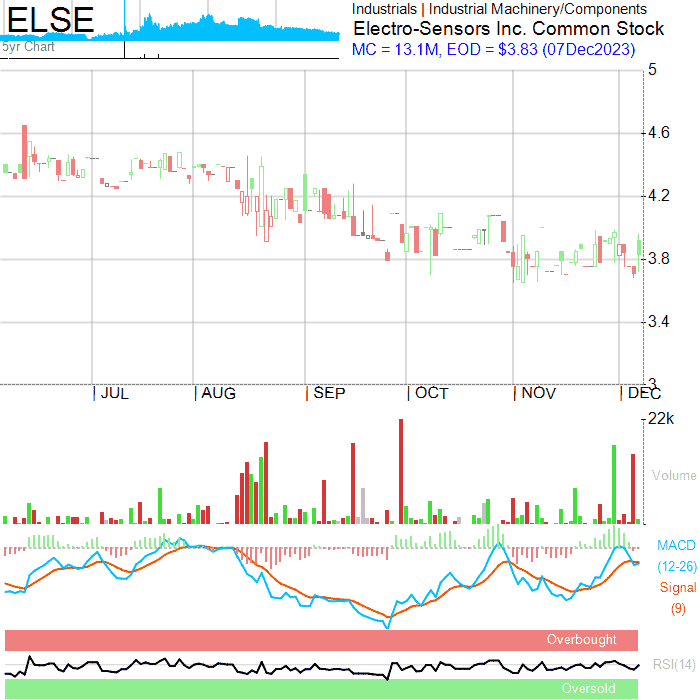 ELSE
5yr Chart
Industrials | Industrial Machinery/Components
Electro-Sensors Inc. Common Stock
MC = 13.1M, EOD = $3.83 (07Dec2023)
5
4.6
4.2
3.8
3.4
3
JUL AUG SEP OCT NOV DEC
22k
Volume
MACD
(12-26)
Signal
(9)
Overbought
RSI(14)
Oversold